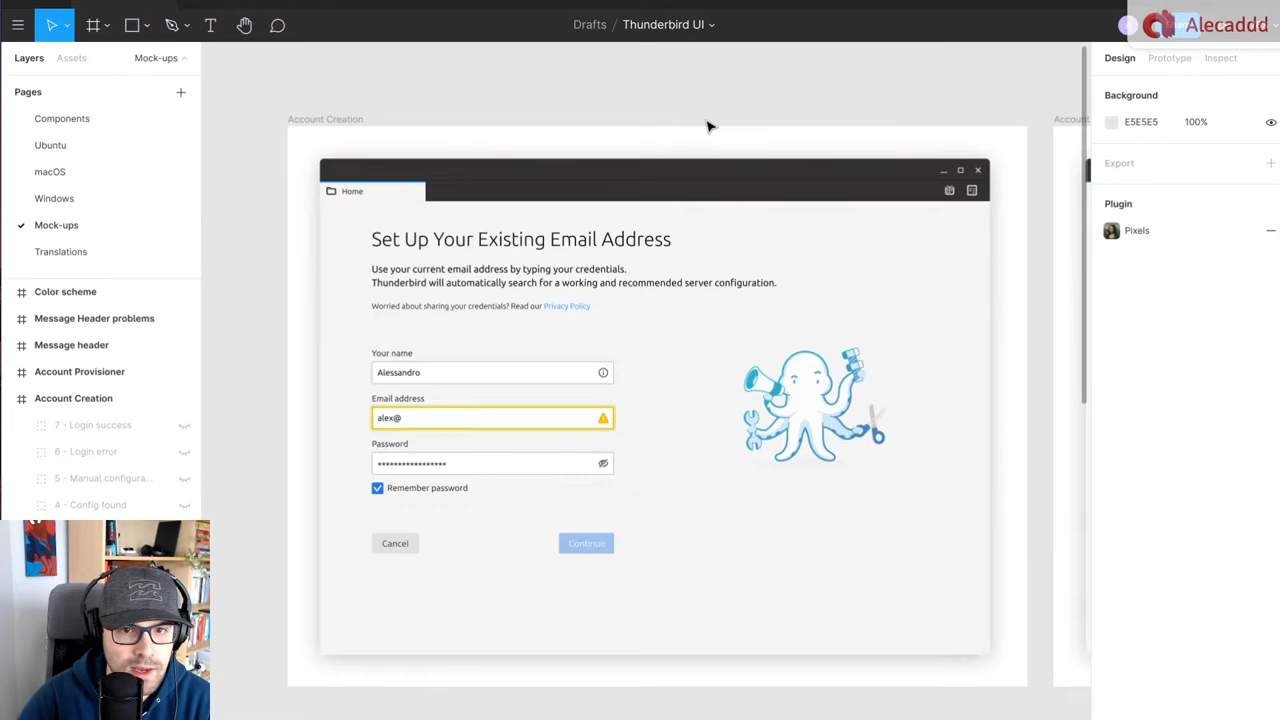 Drafts / Thunderbird UI
Alecaddd
Layers
Assets
Mock-ups
Pages
Components
Ubuntu
macOS
Windows
Mock-ups
Translations
Color scheme
Message Header problems
Message header
Account Provisioner
Account Creation
7 - Login success
6 - Login error
5 - Manual configura...
4 - Config found
Account Creation
Home
Set Up Your Existing Email Address
Use your current email address by typing your credentials.
Thunderbird will automatically search for a working and recommended server configuration.
Worried about sharing your credentials? Read our Privacy Policy
Your name
Alessandro
Email address
alex@
Password
•••••••••••••••••
Remember password
Cancel
Continue
Account
Design
Prototype
Inspect
Background
E5E5E5
100%
Export
Plugin
Pixels